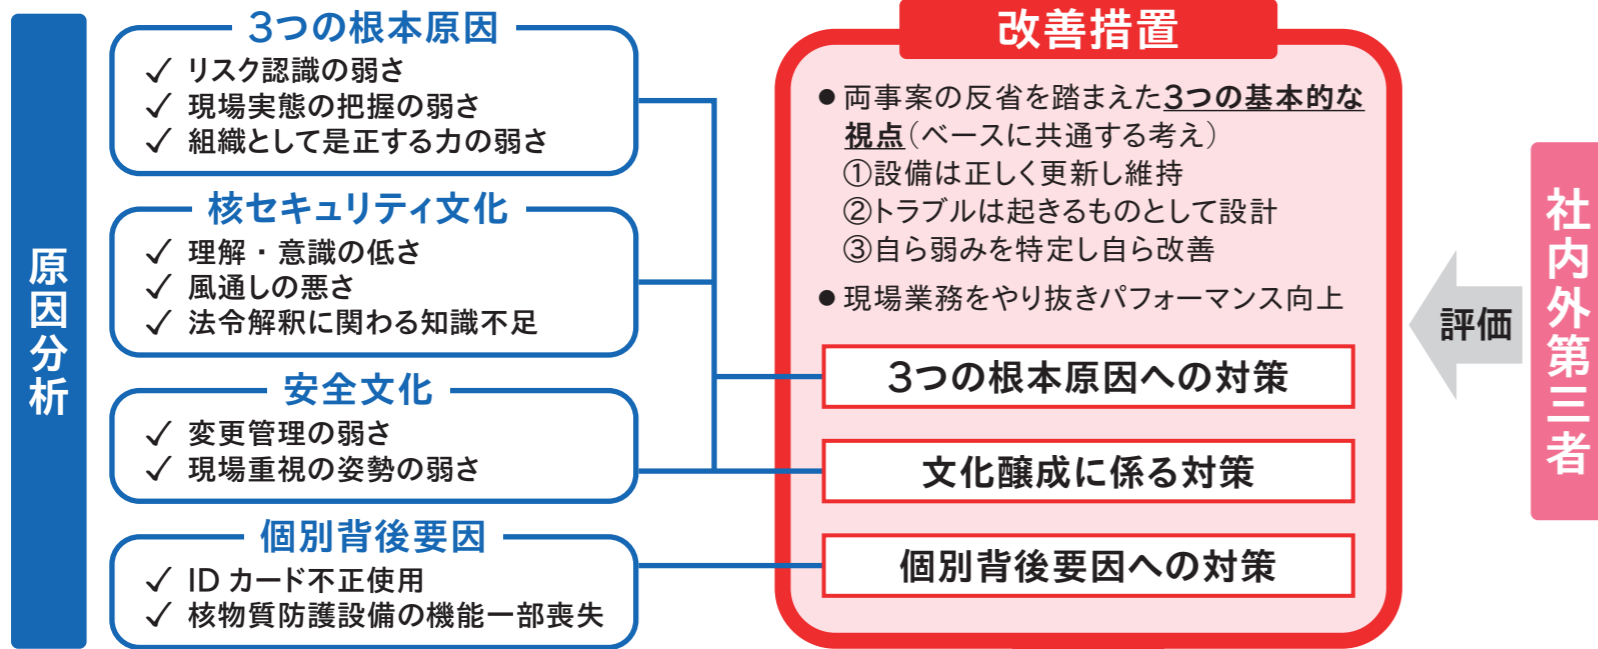 原因分析
3つの根本原因
✓ リスク認識の弱さ
✓ 現場実態の把握の弱さ
✓ 組織として是正する力の弱さ
核セキュリティ文化
✓ 理解・意識の低さ
✓ 風通しの悪さ
✓ 法令解釈に関わる知識不足
安全文化
✓ 変更管理の弱さ
✓ 現場重視の姿勢の弱さ
個別背後要因
✓ IDカード不正使用
✓ 核物質防護設備の機能一部喪失
改善措置
●両事案の反省を踏まえた3つの基本的な
視点(ベースに共通する考え)
①設備は正しく更新し維持
②トラブルは起きるものとして設計
③自ら弱みを特定し自ら改善
●現場業務をやり抜きパフォーマンス向上
3つの根本原因への対策
文化醸成に係る対策
個別背後要因への対策
評価
社内外第三者